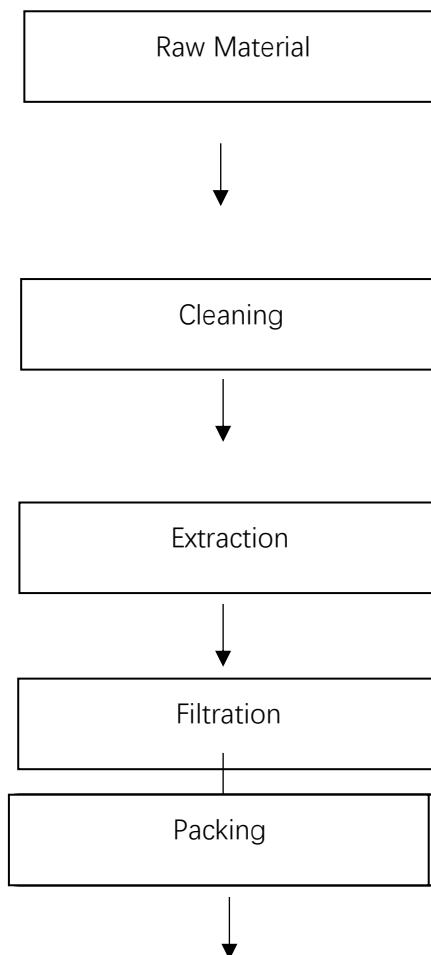 Raw Material
Cleaning
Extraction
Filtration
Packing